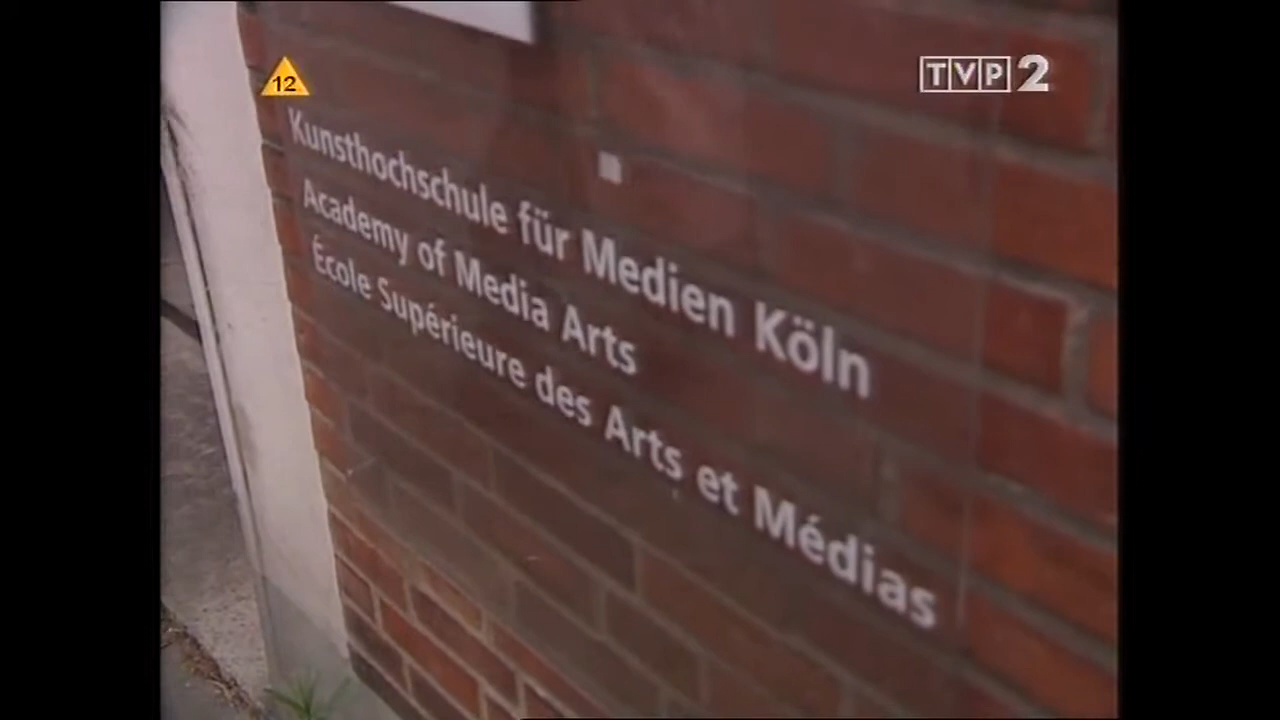 12
TVP 2
Kunsthochschule für Medien Köln
Academy of Media Arts
École Supérieure des Arts et Médias